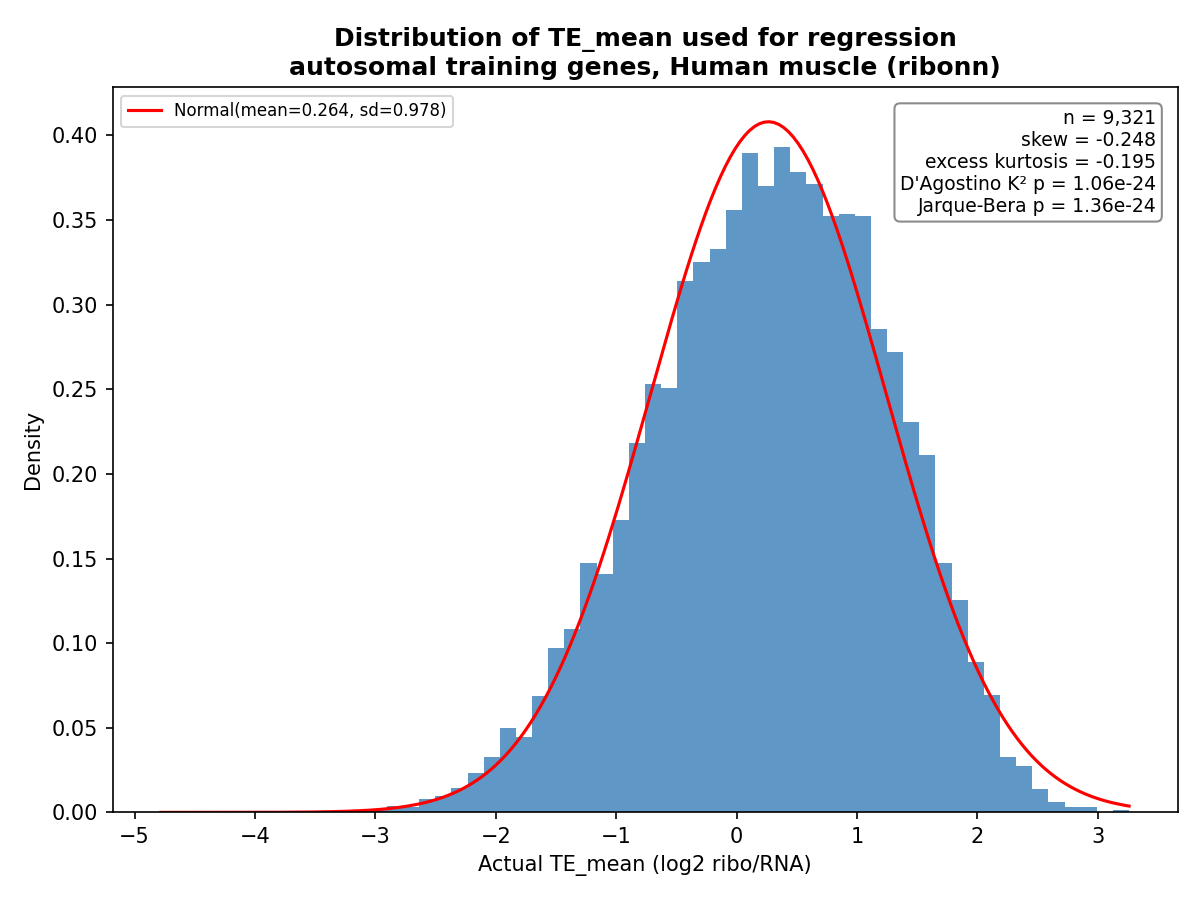 Distribution of TE_mean used for regression
autosomal training genes, Human muscle (ribonn)
Normal(mean=0.264, sd=0.978)
n = 9,321
skew = -0.248
excess kurtosis = -0.195
D'Agostino K² p = 1.06e-24
Jarque-Bera p = 1.36e-24
Density
0.40
0.35
0.30
0.25
0.20
0.15
0.10
0.05
0.00
−5 −4 −3 −2 −1 0 1 2 3
Actual TE_mean (log2 ribo/RNA)